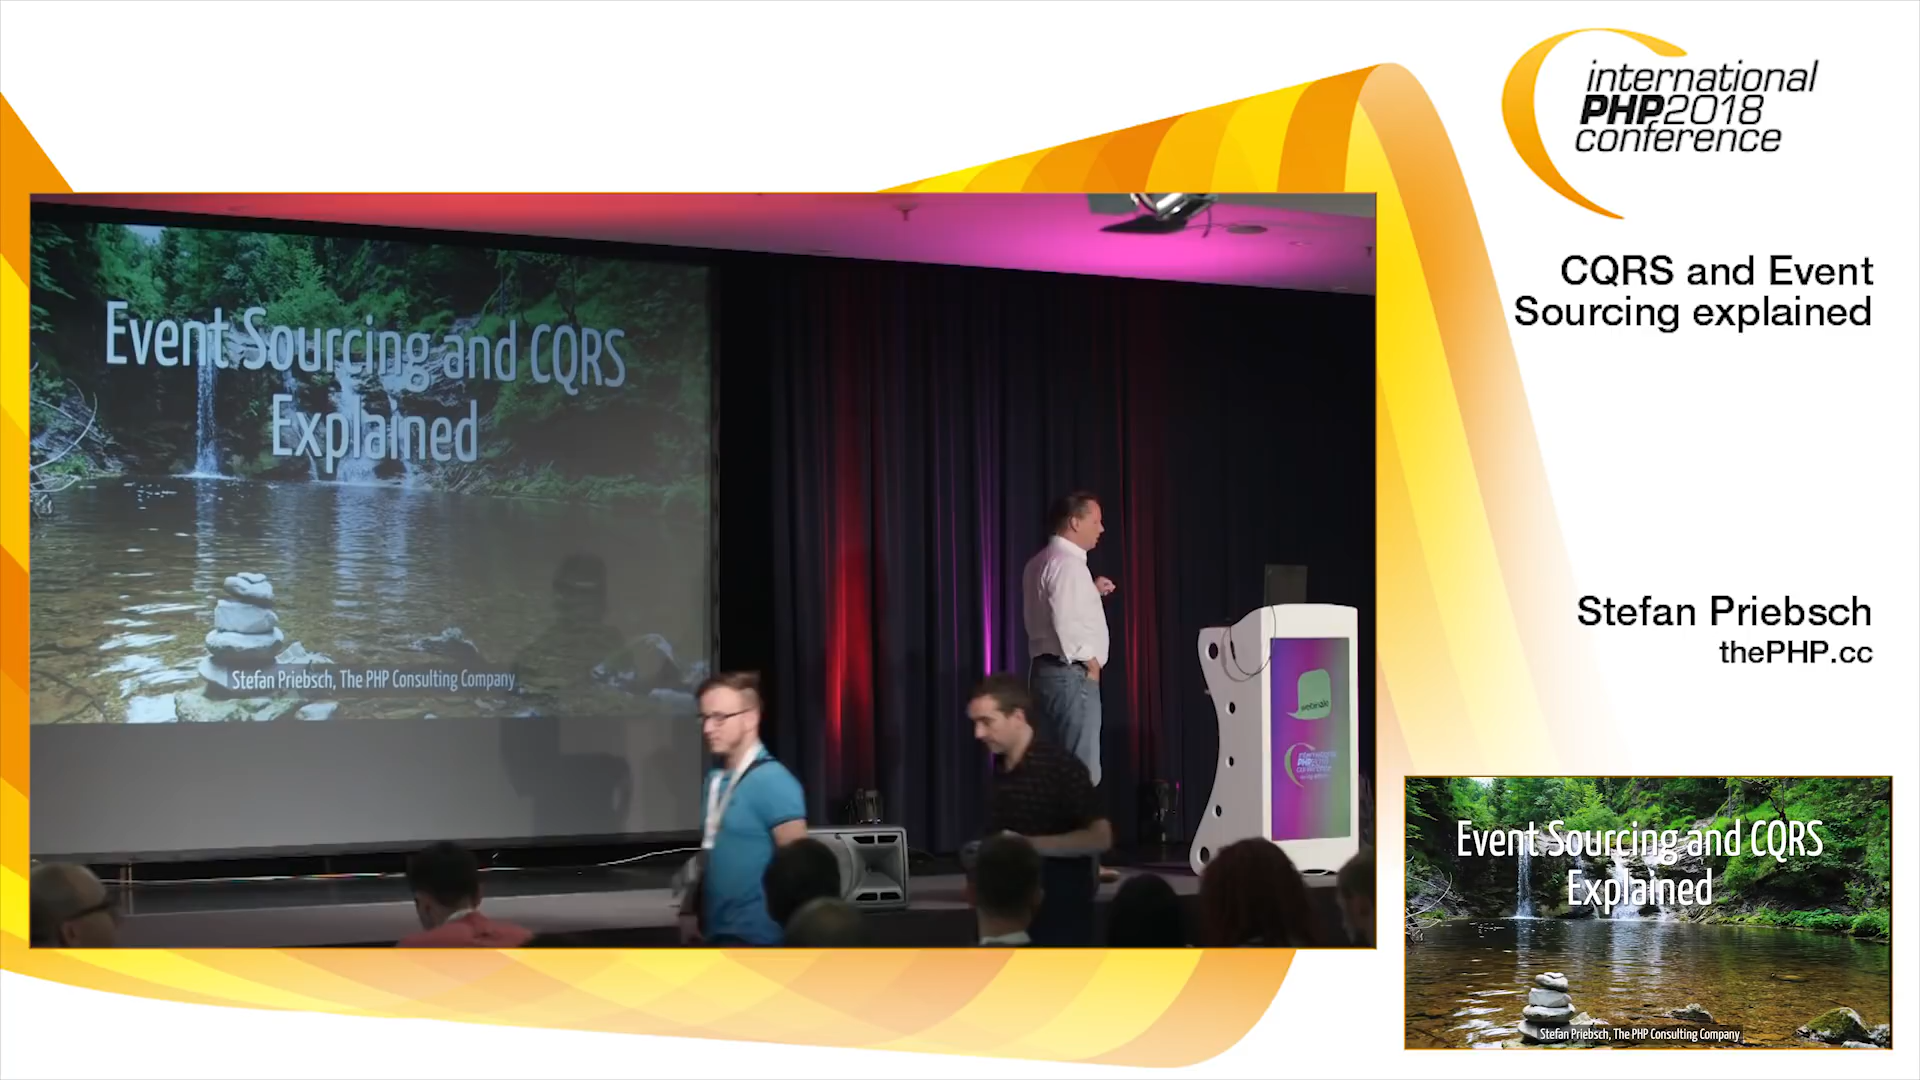 international
PHP2018
conference
CQRS and Event
Sourcing explained
Event Sourcing and CQRS
Explained
Stefan Priebsch, The PHP Consulting Company
Stefan Priebsch
thePHP.cc
webinale
Event Sourcing and CQRS
Explained
Stefan Priebsch, The PHP Consulting Company